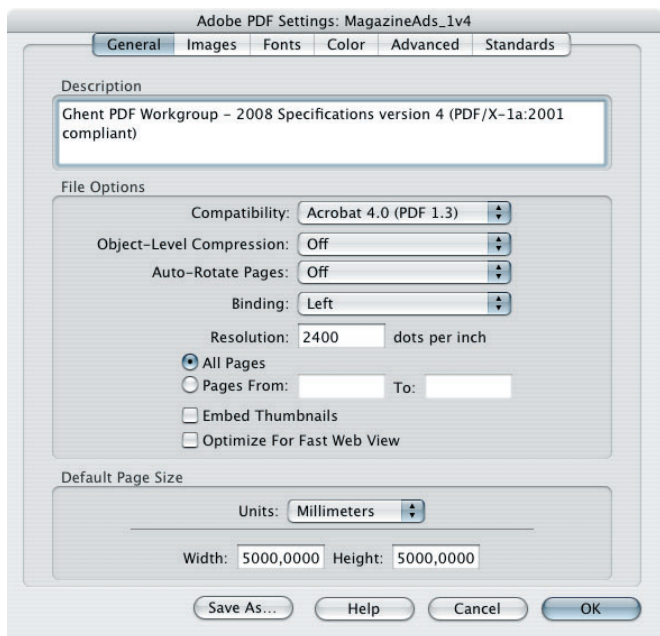 Adobe PDF Settings: MagazineAds_1v4
General Images Fonts Color Advanced Standards
Description
Ghent PDF Workgroup – 2008 Specifications version 4 (PDF/X-1a:2001
compliant)
File Options
Compatibility: Acrobat 4.0 (PDF 1.3)
Object-Level Compression: Off
Auto-Rotate Pages: Off
Binding: Left
Resolution: 2400 dots per inch
All Pages
Pages From: To:
Embed Thumbnails
Optimize For Fast Web View
Default Page Size
Units: Millimeters
Width: 5000,0000 Height: 5000,0000
Save As... Help Cancel OK